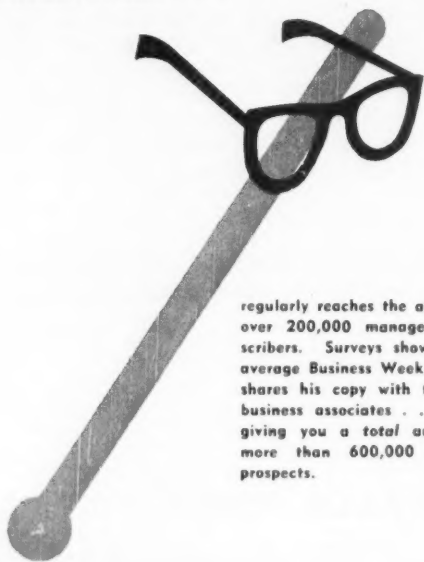 regularly reaches the a
over 200,000 manage
scribers. Surveys show
average Business Week
shares his copy with t
business associates . .
giving you a total au
more than 600,000
prospects.